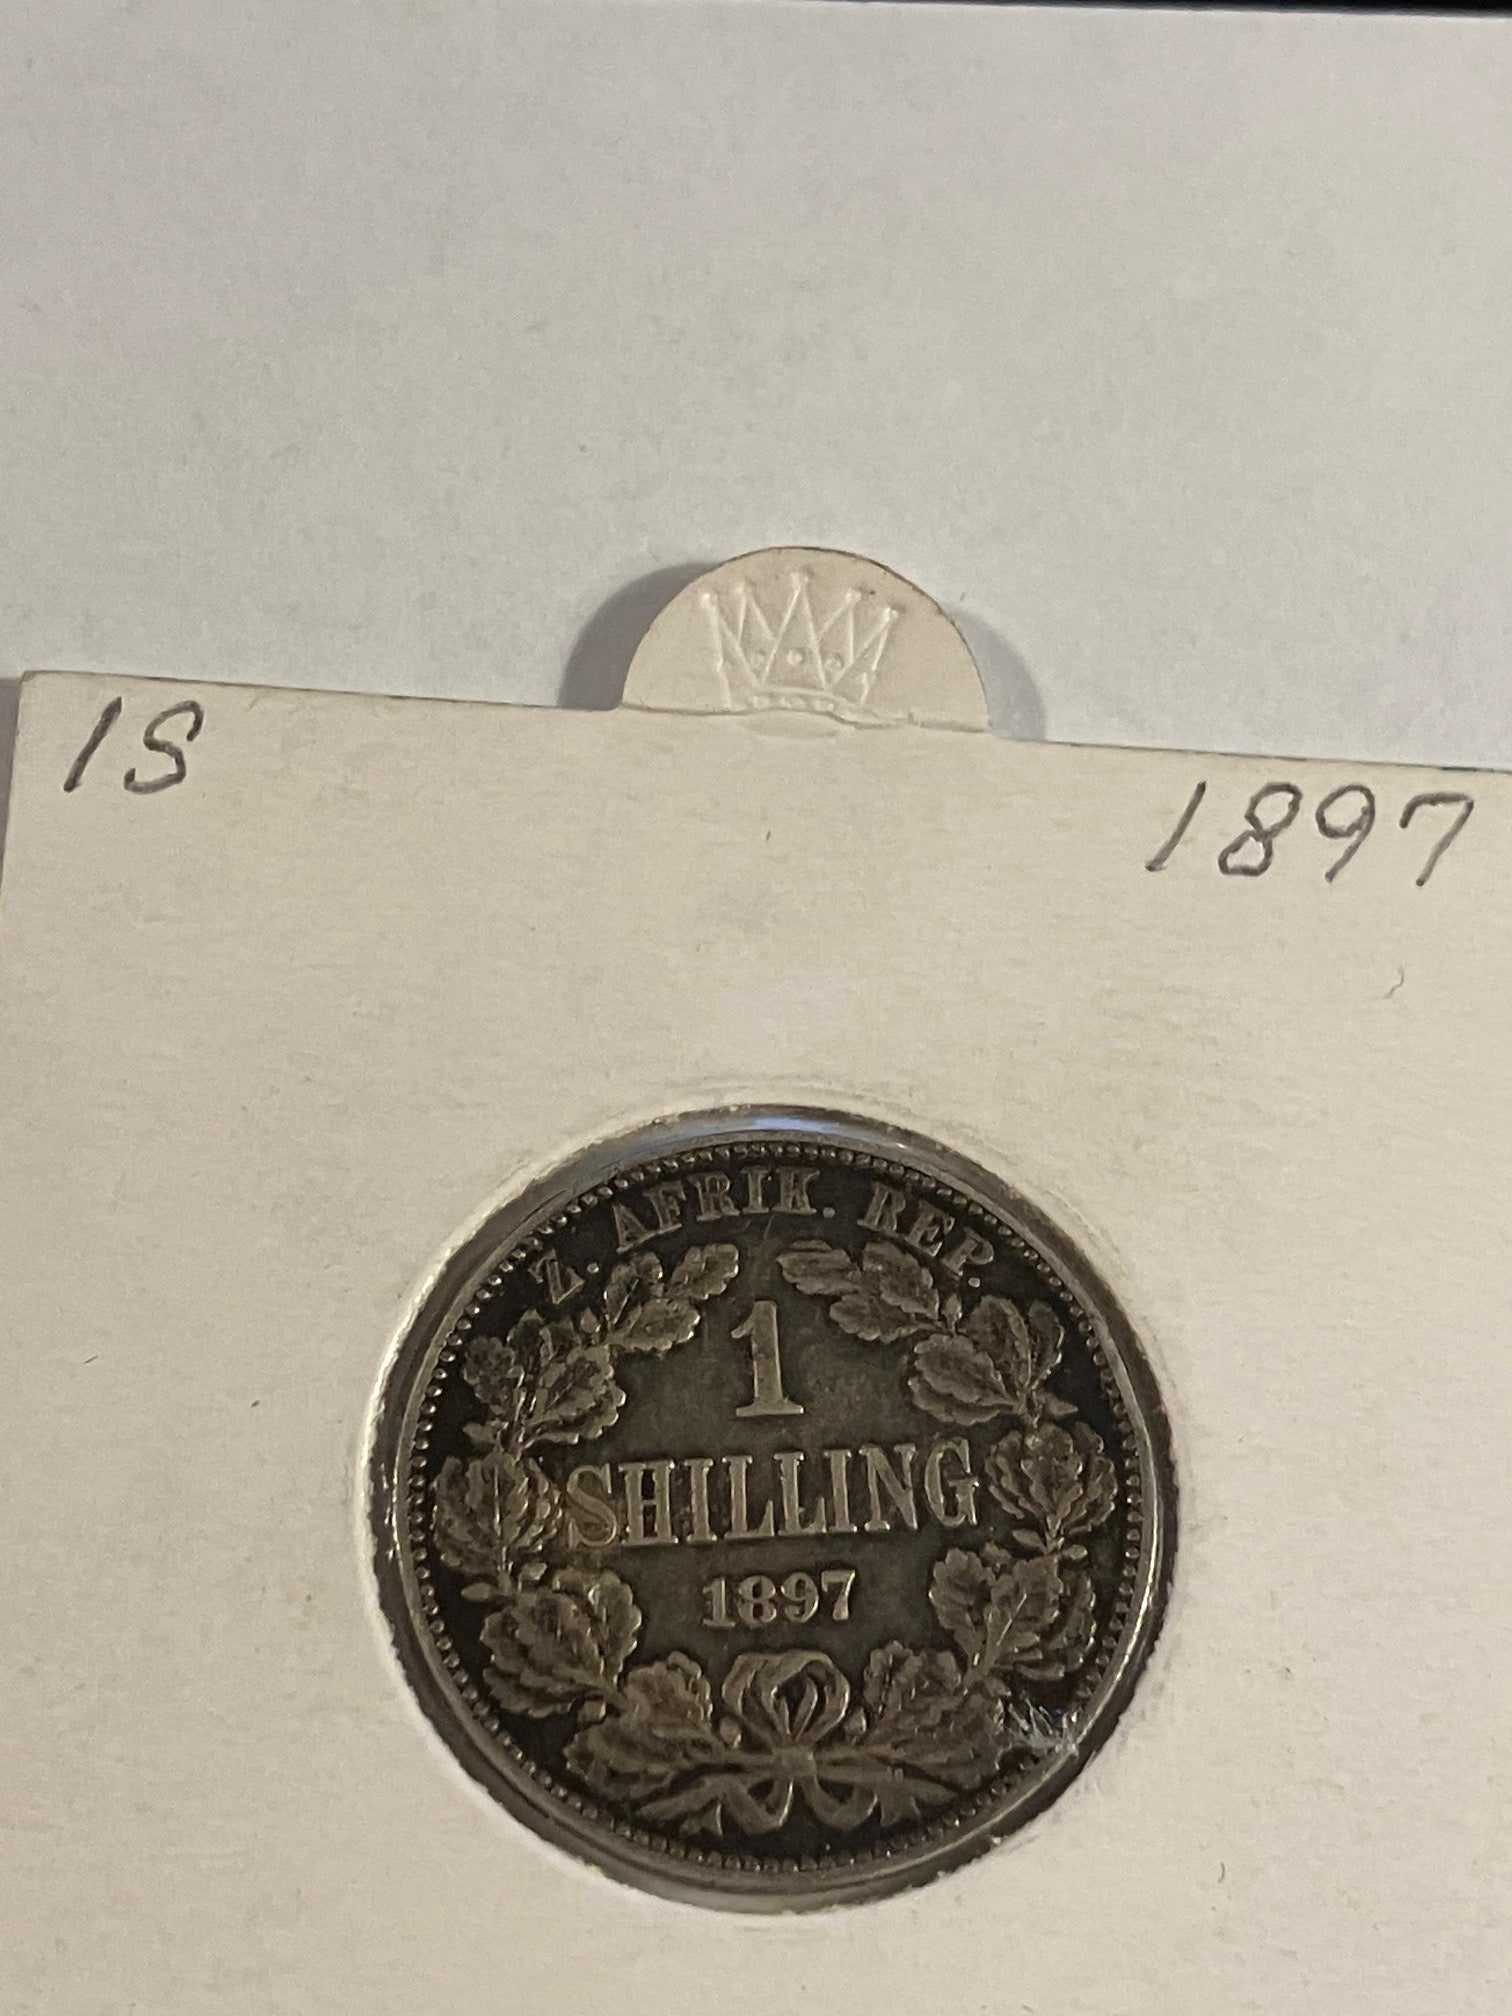 1S 1897
Z. AFRIK. REP.
1
SHILLING
1897